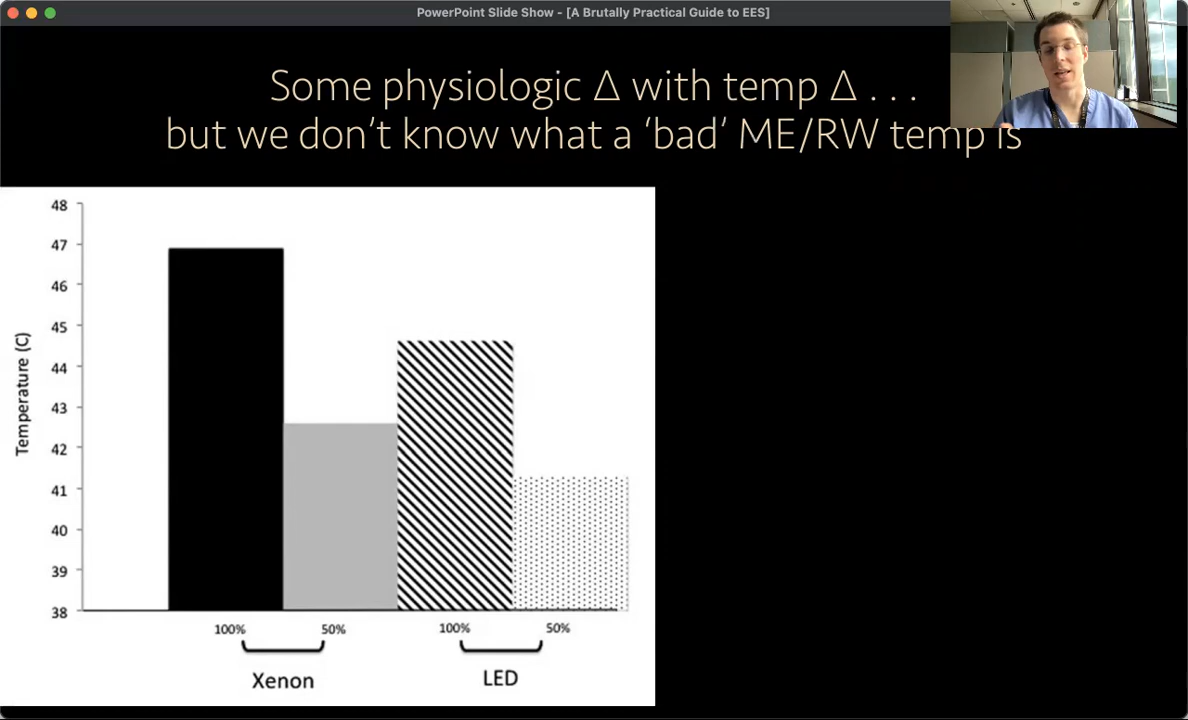 PowerPoint Slide Show - [A Brutally Practical Guide to EES]
Some physiologic Δ with temp Δ . . .
but we don't know what a 'bad' ME/RW temp is
48
47
46
45
44
43
42
41
40
39
38
Temperature (C)
100% 50% 100% 50%
Xenon LED